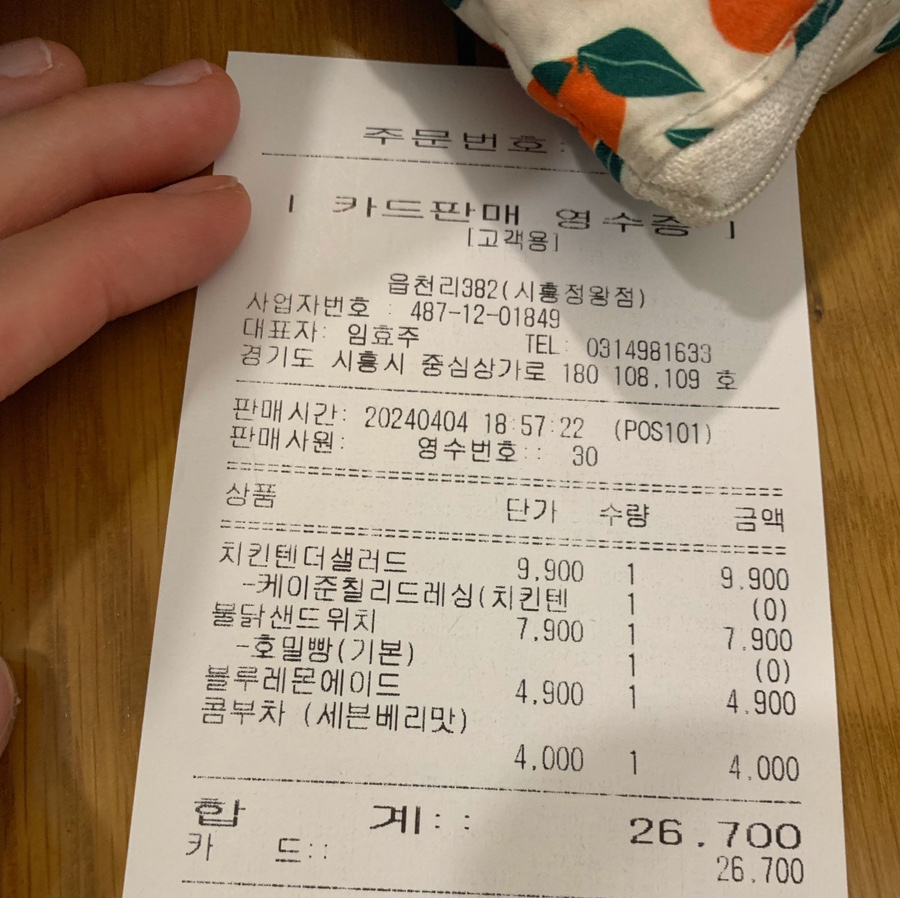 주문번호:
[ 카드판매 영수증 ]
[고객용]
읍천리382(시흥정왕점)
사업자번호 : 487-12-01849
대표자: 임효주 TEL: 0314981633
경기도 시흥시 중심상가로 180 108,109 호
판매시간: 20240404 18:57:22 (POS101)
판매사원: 영수번호:: 30
상품 단가 수량 금액
치킨텐더샐러드 9,900 1 9,900
-케이준칠리드레싱(치킨텐 1 (0)
불닭샌드위치 7,900 1 7,900
-호밀빵(기본) 1 (0)
블루레몬에이드 4,900 1 4,900
콤부차 (세븐베리맛)
4,000 1 4,000
합 계:: 26,700
카 드:: 26,700